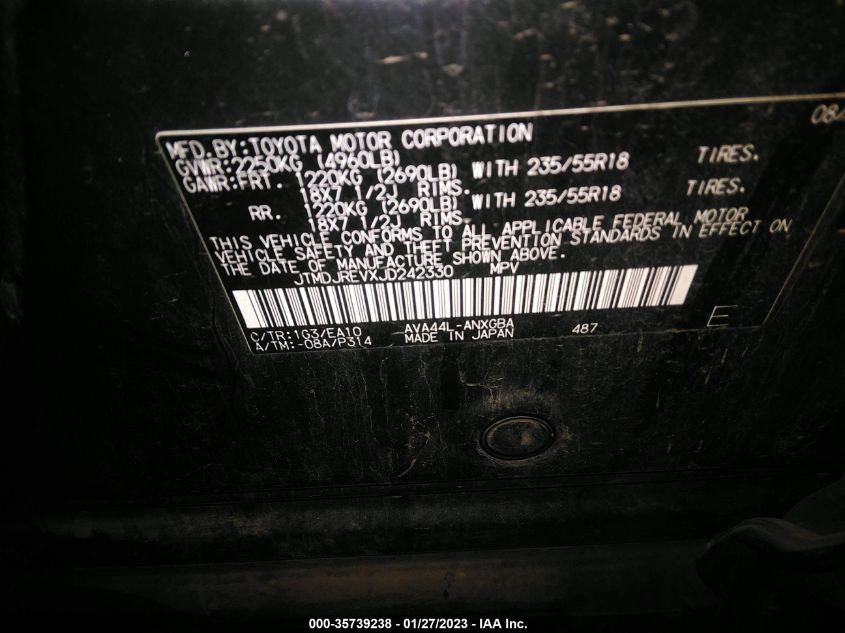 MFD.BY:TOYOTA MOTOR CORPORATION 08/
GVWR:2250KG (4960LB)
GAWR:FRT. 1220KG (2690LB) WITH 235/55R18 TIRES.
18X7 1/2J RIMS.
RR. 1220KG (2690LB) WITH 235/55R18 TIRES.
18X7 1/2J RIMS.
THIS VEHICLE CONFORMS TO ALL APPLICABLE FEDERAL MOTOR
VEHICLE SAFETY AND THEFT PREVENTION STANDARDS IN EFFECT ON
THE DATE OF MANUFACTURE SHOWN ABOVE.
JTMDJREVXJD242330 MPV
C/TR:1G3/EA10 AVA44L-ANXGBA 487 E
A/TM:-08A/P314 MADE IN JAPAN
000-35739238 - 01/27/2023 - IAA Inc.